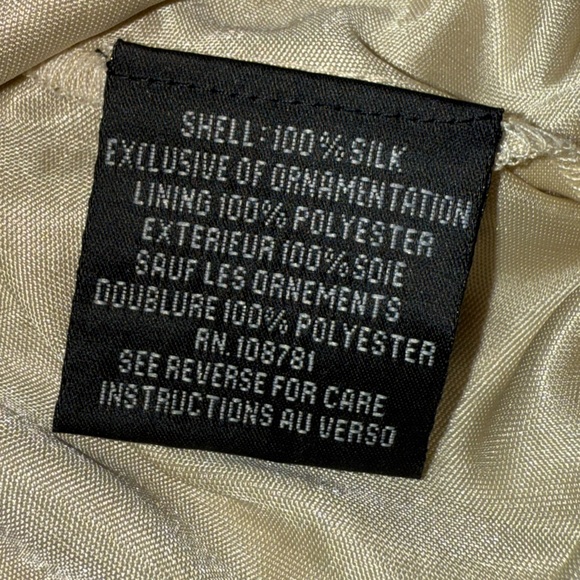 SHELL: 100% SILK
EXCLUSIVE OF ORNAMENTATION
LINING 100% POLYESTER
EXTERIEUR 100% SOIE
SAUF LES ORNEMENTS
DOUBLURE 100% POLYESTER
RN. 108781
SEE REVERSE FOR CARE
INSTRUCTIONS AU VERSO